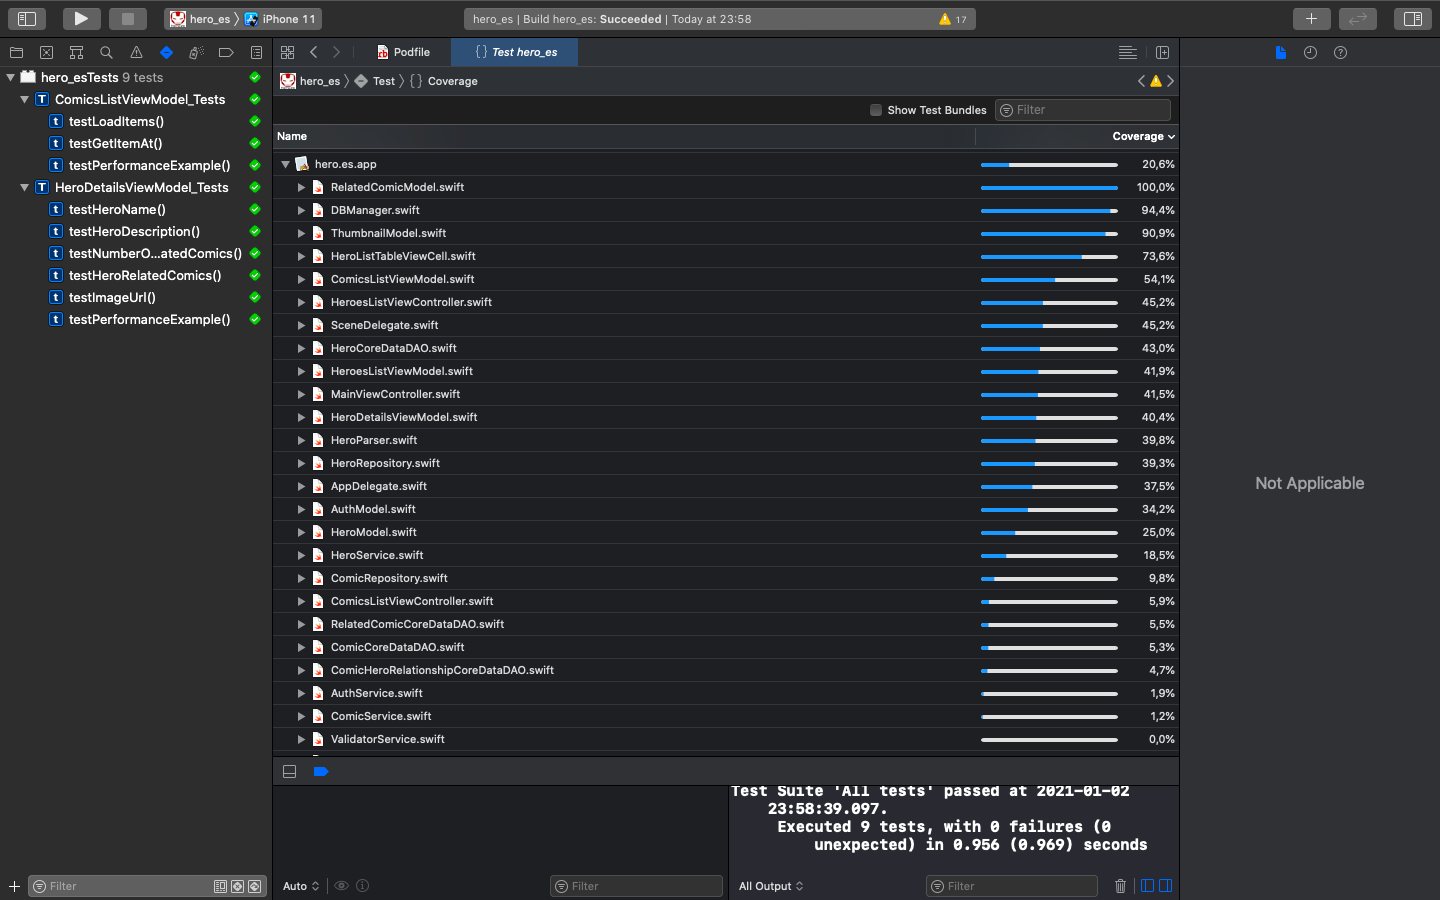 hero_es iPhone 11
hero_es | Build hero_es: Succeeded | Today at 23:58 17
Podfile
{} Test hero_es
hero_es Test {} Coverage
Show Test Bundles Filter
Name Coverage
hero_esTests 9 tests
T ComicsListViewModel_Tests
t testLoadItems()
t testGetItemAt()
t testPerformanceExample()
T HeroDetailsViewModel_Tests
t testHeroName()
t testHeroDescription()
t testNumberO...atedComics()
t testHeroRelatedComics()
t testImageUrl()
t testPerformanceExample()
hero.es.app 20,6%
RelatedComicModel.swift 100,0%
DBManager.swift 94,4%
ThumbnailModel.swift 90,9%
HeroListTableViewCell.swift 73,6%
ComicsListViewModel.swift 54,1%
HeroesListViewController.swift 45,2%
SceneDelegate.swift 45,2%
HeroCoreDataDAO.swift 43,0%
HeroesListViewModel.swift 41,9%
MainViewController.swift 41,5%
HeroDetailsViewModel.swift 40,4%
HeroParser.swift 39,8%
HeroRepository.swift 39,3%
AppDelegate.swift 37,5%
AuthModel.swift 34,2%
HeroModel.swift 25,0%
HeroService.swift 18,5%
ComicRepository.swift 9,8%
ComicsListViewController.swift 5,9%
RelatedComicCoreDataDAO.swift 5,5%
ComicCoreDataDAO.swift 5,3%
ComicHeroRelationshipCoreDataDAO.swift 4,7%
AuthService.swift 1,9%
ComicService.swift 1,2%
ValidatorService.swift 0,0%
Not Applicable
Test Suite 'All tests' passed at 2021-01-02
23:58:39.097.
Executed 9 tests, with 0 failures (0
unexpected) in 0.956 (0.969) seconds
Filter
Auto Filter
All Output Filter